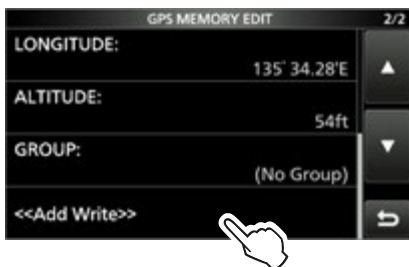 GPS MEMORY EDIT 2/2
LONGITUDE:
135° 34.28'E
ALTITUDE:
54ft
GROUP:
(No Group)
<<Add Write>>